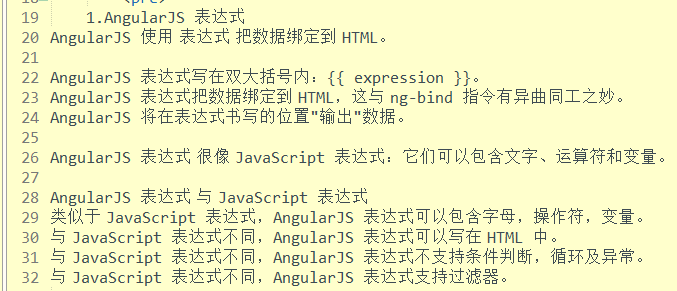 18 <pre>
19 1.AngularJS 表达式
20 AngularJS 使用 表达式 把数据绑定到 HTML。
21
22 AngularJS 表达式写在双大括号内：{{ expression }}。
23 AngularJS 表达式把数据绑定到 HTML，这与 ng-bind 指令有异曲同工之妙。
24 AngularJS 将在表达式书写的位置"输出"数据。
25
26 AngularJS 表达式 很像 JavaScript 表达式：它们可以包含文字、运算符和变量。
27
28 AngularJS 表达式 与 JavaScript 表达式
29 类似于 JavaScript 表达式，AngularJS 表达式可以包含字母，操作符，变量。
30 与 JavaScript 表达式不同，AngularJS 表达式可以写在 HTML 中。
31 与 JavaScript 表达式不同，AngularJS 表达式不支持条件判断，循环及异常。
32 与 JavaScript 表达式不同，AngularJS 表达式支持过滤器。